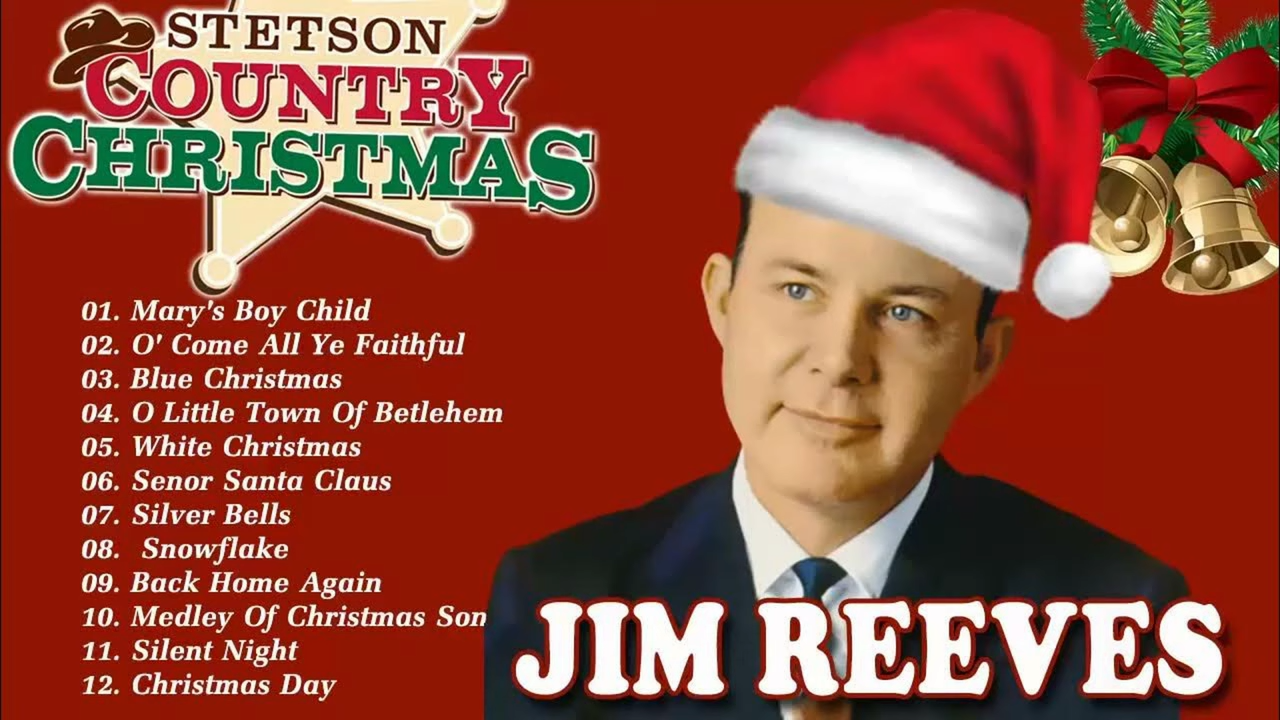 STETSON
COUNTRY
CHRISTMAS
01. Mary's Boy Child
02. O' Come All Ye Faithful
03. Blue Christmas
04. O Little Town Of Betlehem
05. White Christmas
06. Senor Santa Claus
07. Silver Bells
08. Snowflake
09. Back Home Again
10. Medley Of Christmas Son
11. Silent Night
12. Christmas Day
JIM REEVES